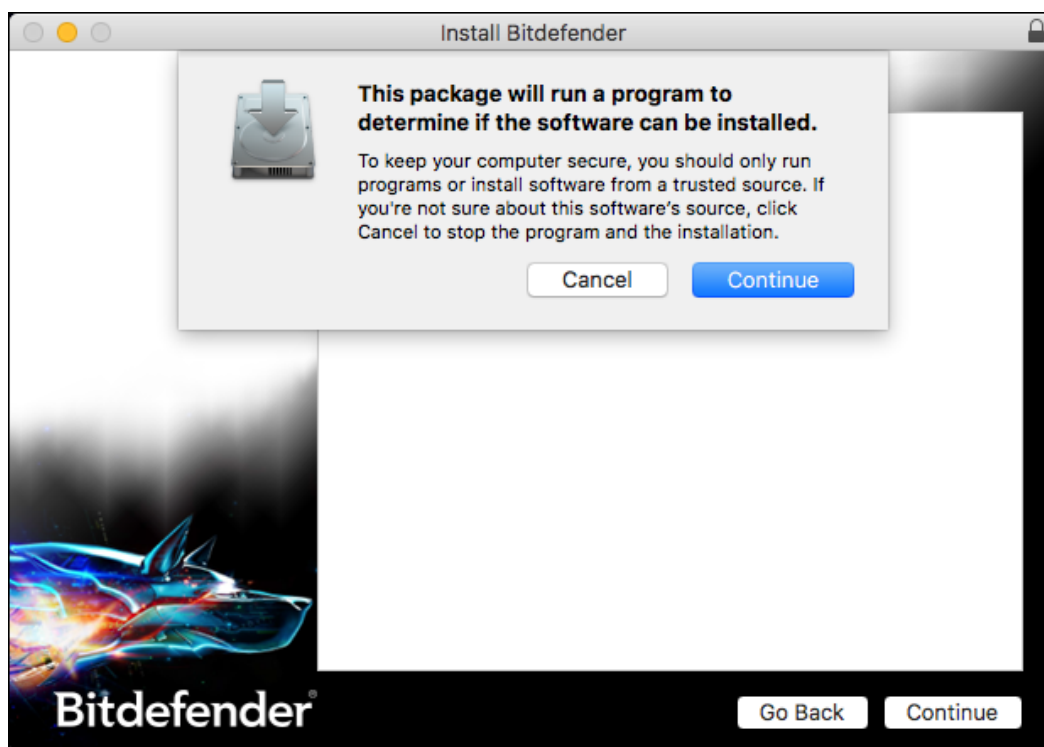 Install Bitdefender
This package will run a program to
determine if the software can be installed.
To keep your computer secure, you should only run
programs or install software from a trusted source. If
you're not sure about this software's source, click
Cancel to stop the program and the installation.
Cancel
Continue
Bitdefender®
Go Back
Continue